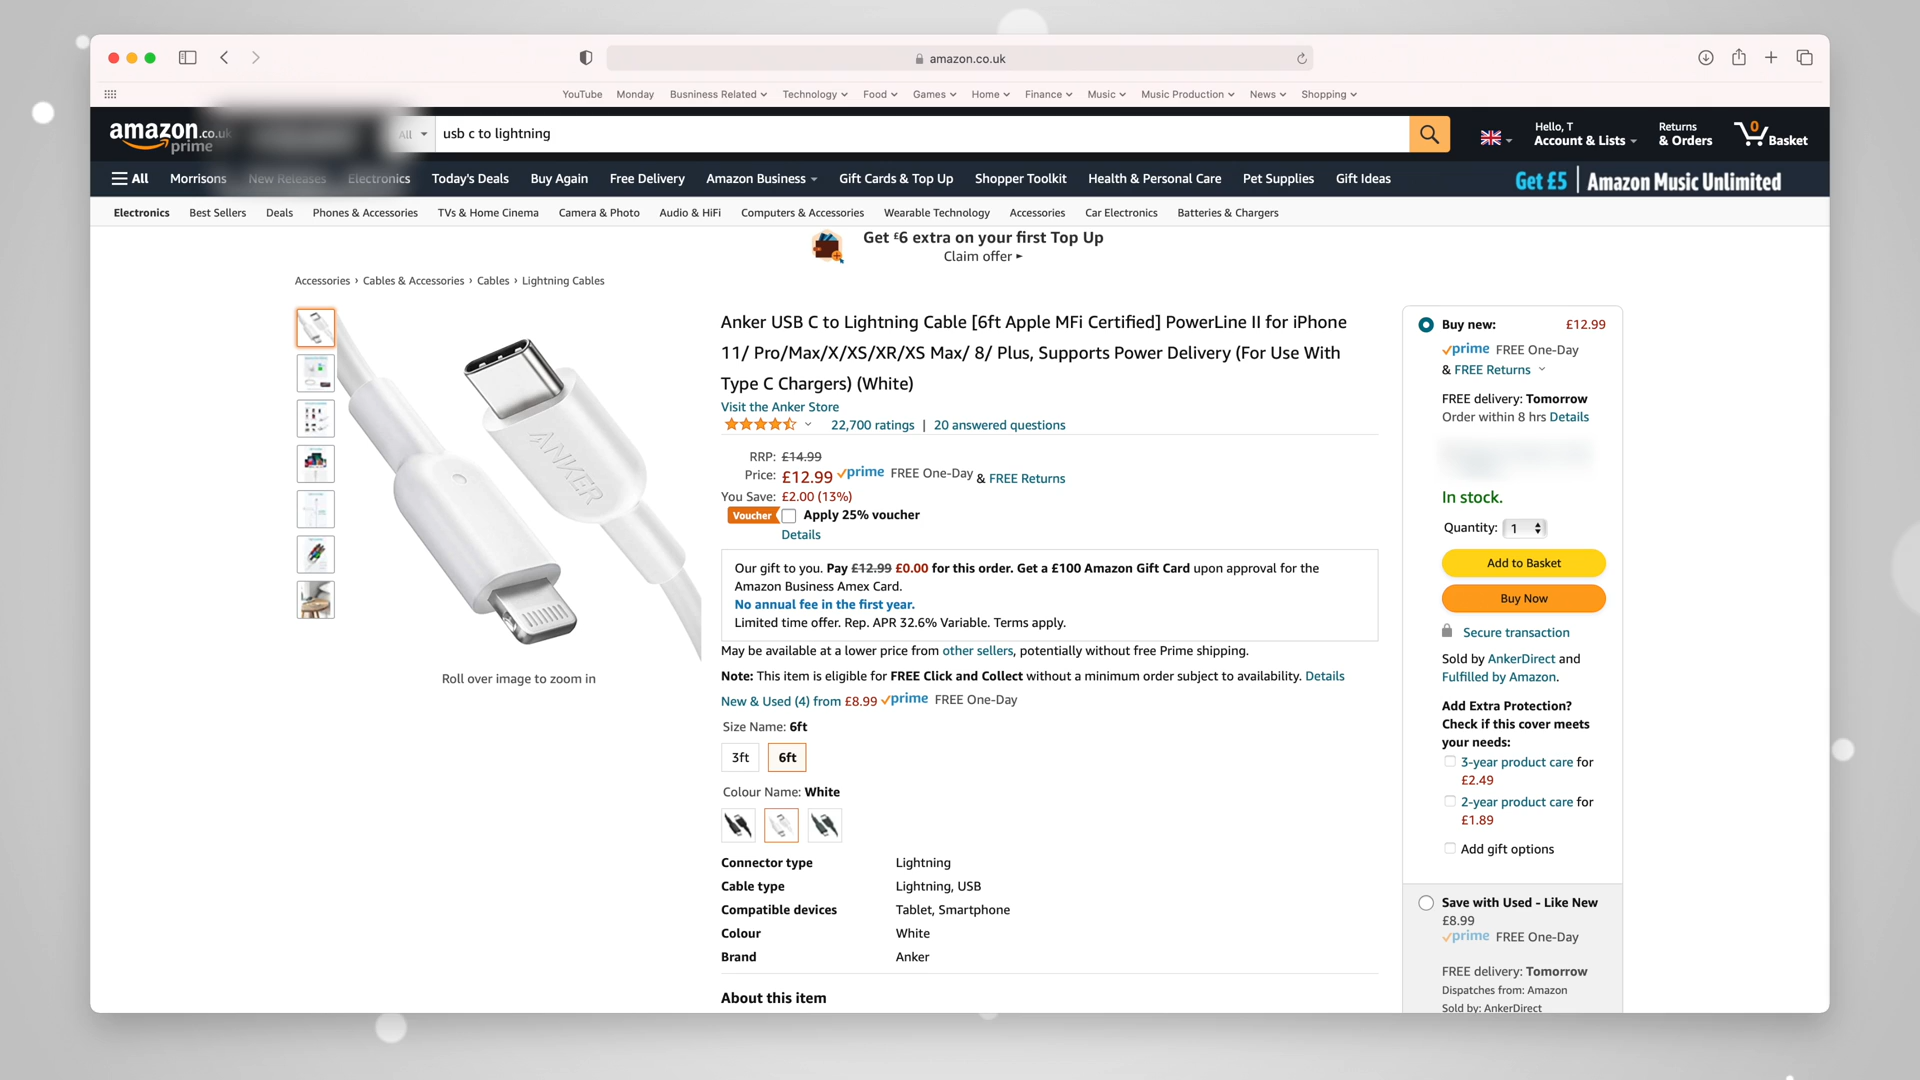 amazon.co.uk
YouTube Monday Busniness Related Technology Food Games Home Finance Music Music Production News Shopping
amazon.co.uk
prime
All
usb c to lightning
Hello, T
Account & Lists
Returns
& Orders
0
Basket
All Morrisons New Releases Electronics Today's Deals Buy Again Free Delivery Amazon Business Gift Cards & Top Up Shopper Toolkit Health & Personal Care Pet Supplies Gift Ideas
Get £5 | Amazon Music Unlimited
Electronics Best Sellers Deals Phones & Accessories TVs & Home Cinema Camera & Photo Audio & HiFi Computers & Accessories Wearable Technology Accessories Car Electronics Batteries & Chargers
Get £6 extra on your first Top Up
Claim offer ►
Accessories › Cables & Accessories › Cables › Lightning Cables
ANKER
Roll over image to zoom in
Anker USB C to Lightning Cable [6ft Apple MFi Certified] PowerLine II for iPhone
11/ Pro/Max/X/XS/XR/XS Max/ 8/ Plus, Supports Power Delivery (For Use With
Type C Chargers) (White)
Visit the Anker Store
22,700 ratings | 20 answered questions
RRP: £14.99
Price: £12.99 prime FREE One-Day & FREE Returns
You Save: £2.00 (13%)
Voucher Apply 25% voucher
Details
Our gift to you. Pay £12.99 £0.00 for this order. Get a £100 Amazon Gift Card upon approval for the
Amazon Business Amex Card.
No annual fee in the first year.
Limited time offer. Rep. APR 32.6% Variable. Terms apply.
May be available at a lower price from other sellers, potentially without free Prime shipping.
Note: This item is eligible for FREE Click and Collect without a minimum order subject to availability. Details
New & Used (4) from £8.99 prime FREE One-Day
Size Name: 6ft
3ft 6ft
Colour Name: White
Connector type Lightning
Cable type Lightning, USB
Compatible devices Tablet, Smartphone
Colour White
Brand Anker
About this item
Buy new: £12.99
prime FREE One-Day
& FREE Returns
FREE delivery: Tomorrow
Order within 8 hrs Details
In stock.
Quantity: 1
Add to Basket
Buy Now
Secure transaction
Sold by AnkerDirect and
Fulfilled by Amazon.
Add Extra Protection?
Check if this cover meets
your needs:
3-year product care for
£2.49
2-year product care for
£1.89
Add gift options
Save with Used - Like New
£8.99
prime FREE One-Day
FREE delivery: Tomorrow
Dispatches from: Amazon
Sold by: AnkerDirect